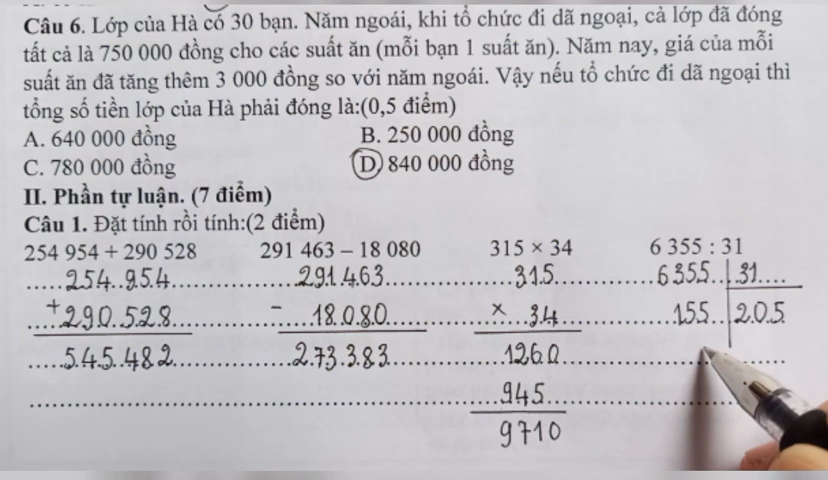 Câu 6. Lớp của Hà có 30 bạn. Năm ngoái, khi tổ chức đi dã ngoại, cả lớp đã đóng
tất cả là 750 000 đồng cho các suất ăn (mỗi bạn 1 suất ăn). Năm nay, giá của mỗi
suất ăn đã tăng thêm 3 000 đồng so với năm ngoái. Vậy nếu tổ chức đi dã ngoại thì
tổng số tiền lớp của Hà phải đóng là:(0,5 điểm)
A. 640 000 đồng B. 250 000 đồng
C. 780 000 đồng D. 840 000 đồng
II. Phần tự luận. (7 điểm)
Câu 1. Đặt tính rồi tính:(2 điểm)
254 954 + 290 528 291 463 – 18 080 315 × 34 6 355 : 31
254 954 291 463 315 6355 31
+ 290 528 - 18 080 × 34 155 205
545 482 273 383 1260
945
9710